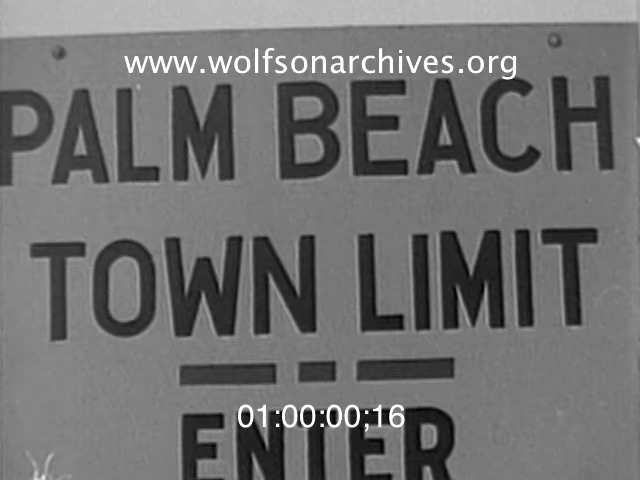 www.wolfsonarchives.org
PALM BEACH
TOWN LIMIT
01:00:00;16
ENTER